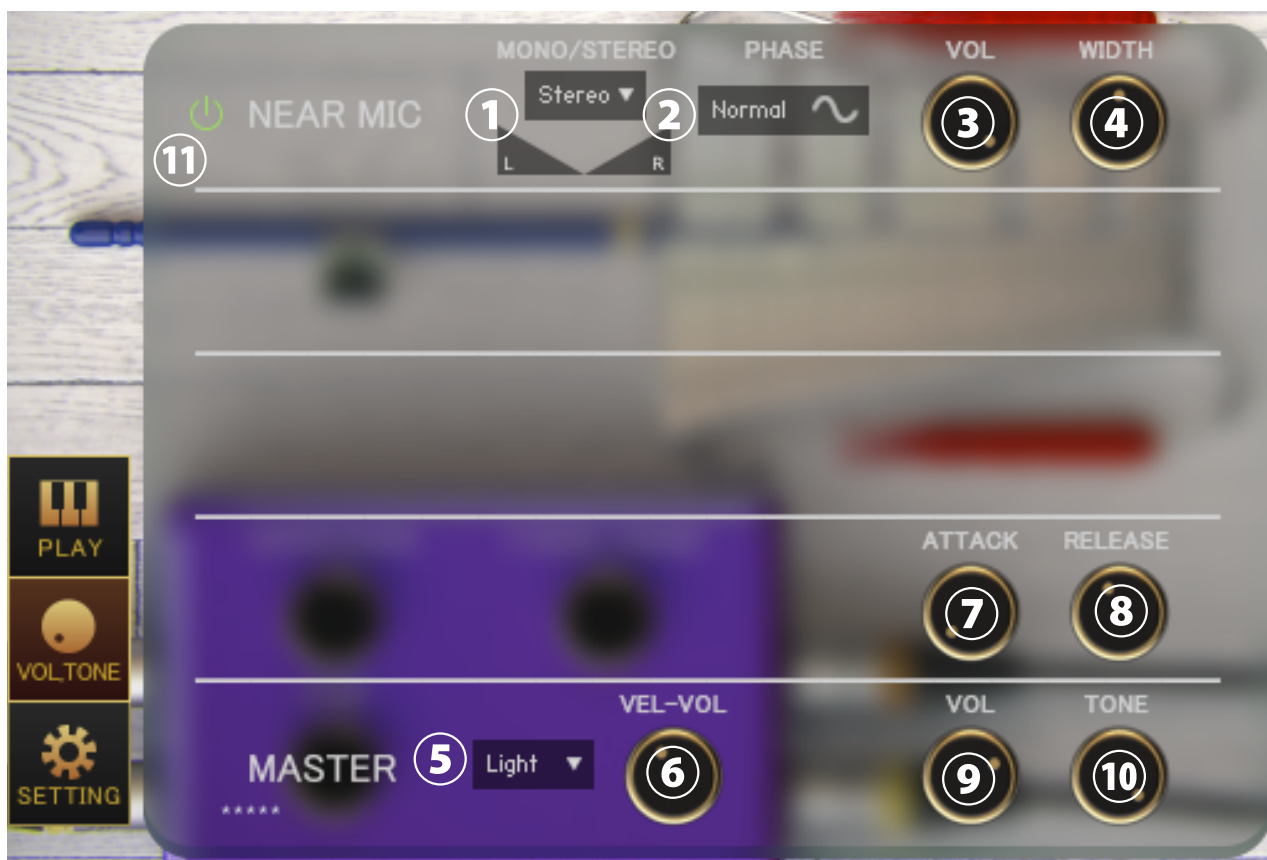 MONO/STEREO PHASE VOL WIDTH
① Stereo ▼ ② Normal ③ ④
NEAR MIC
⑪ L R
ATTACK RELEASE
PLAY
⑦ ⑧
VOL,TONE
VEL-VOL VOL TONE
MASTER ⑤ Light ▼ ⑥ ⑨ ⑩
SETTING
*****